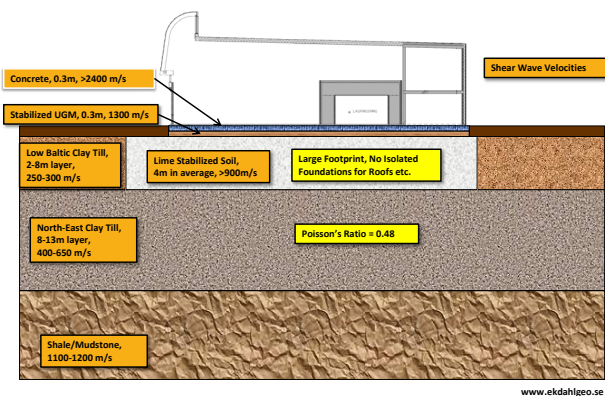 Shear Wave Velocities
Concrete, 0.3m, >2400 m/s
Stabilized UGM, 0.3m, 1300 m/s
Low Baltic Clay Till,
2-8m layer,
250-300 m/s
Lime Stabilized Soil,
4m in average, >900m/s
Large Footprint, No Isolated
Foundations for Roofs etc.
North-East Clay Till,
8-13m layer,
400-650 m/s
Poisson's Ratio = 0.48
Shale/Mudstone,
1100-1200 m/s
www.ekdahlgeo.se